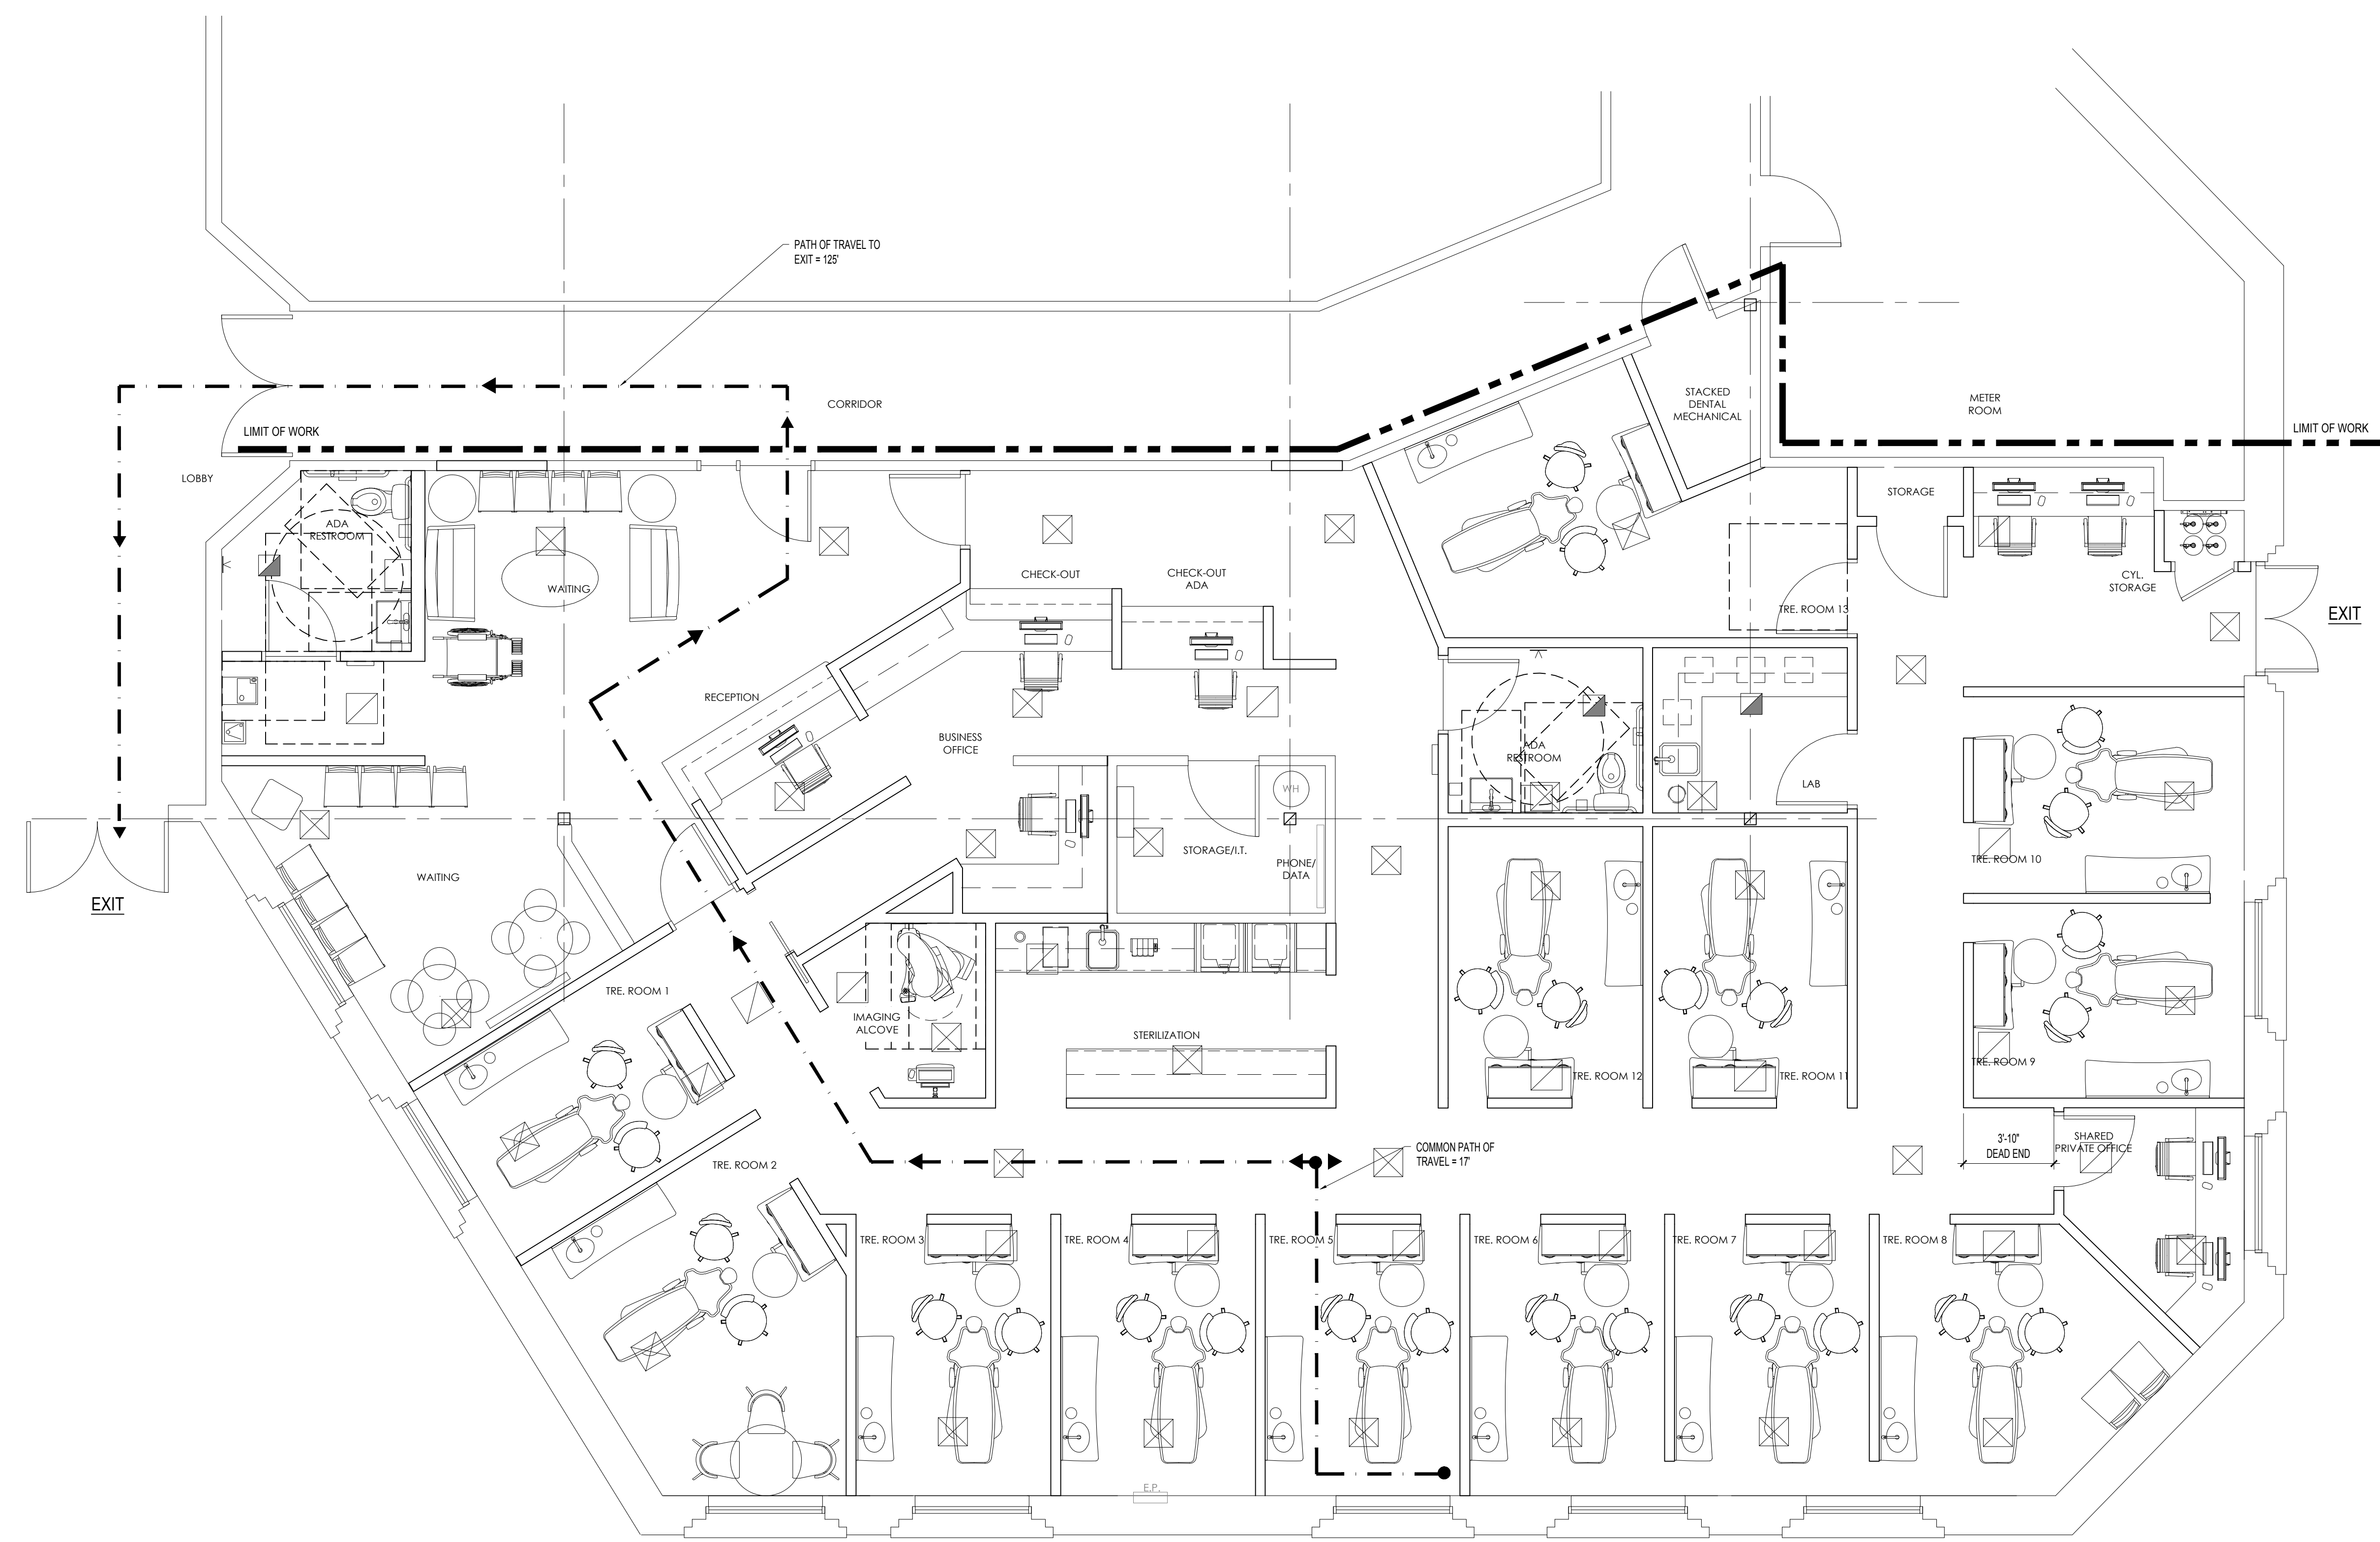 PATH OF TRAVEL TO
EXIT = 125'
CORRIDOR
STACKED
DENTAL
MECHANICAL
METER
ROOM
LIMIT OF WORK
LIMIT OF WORK
LOBBY
STORAGE
ADA
RESTROOM
WAITING
CHECK-OUT
CHECK-OUT
ADA
CYL.
STORAGE
TRE. ROOM 13
EXIT
RECEPTION
BUSINESS
OFFICE
ADA
RESTROOM
LAB
WH
STORAGE/I.T.
PHONE/
DATA
TRE. ROOM 10
WAITING
EXIT
TRE. ROOM 1
IMAGING
ALCOVE
STERILIZATION
TRE. ROOM 9
TRE. ROOM 12
TRE. ROOM 11
COMMON PATH OF
TRAVEL = 17'
3'-10"
DEAD END
SHARED
PRIVATE OFFICE
TRE. ROOM 2
TRE. ROOM 3
TRE. ROOM 4
TRE. ROOM 5
TRE. ROOM 6
TRE. ROOM 7
TRE. ROOM 8
E.P.